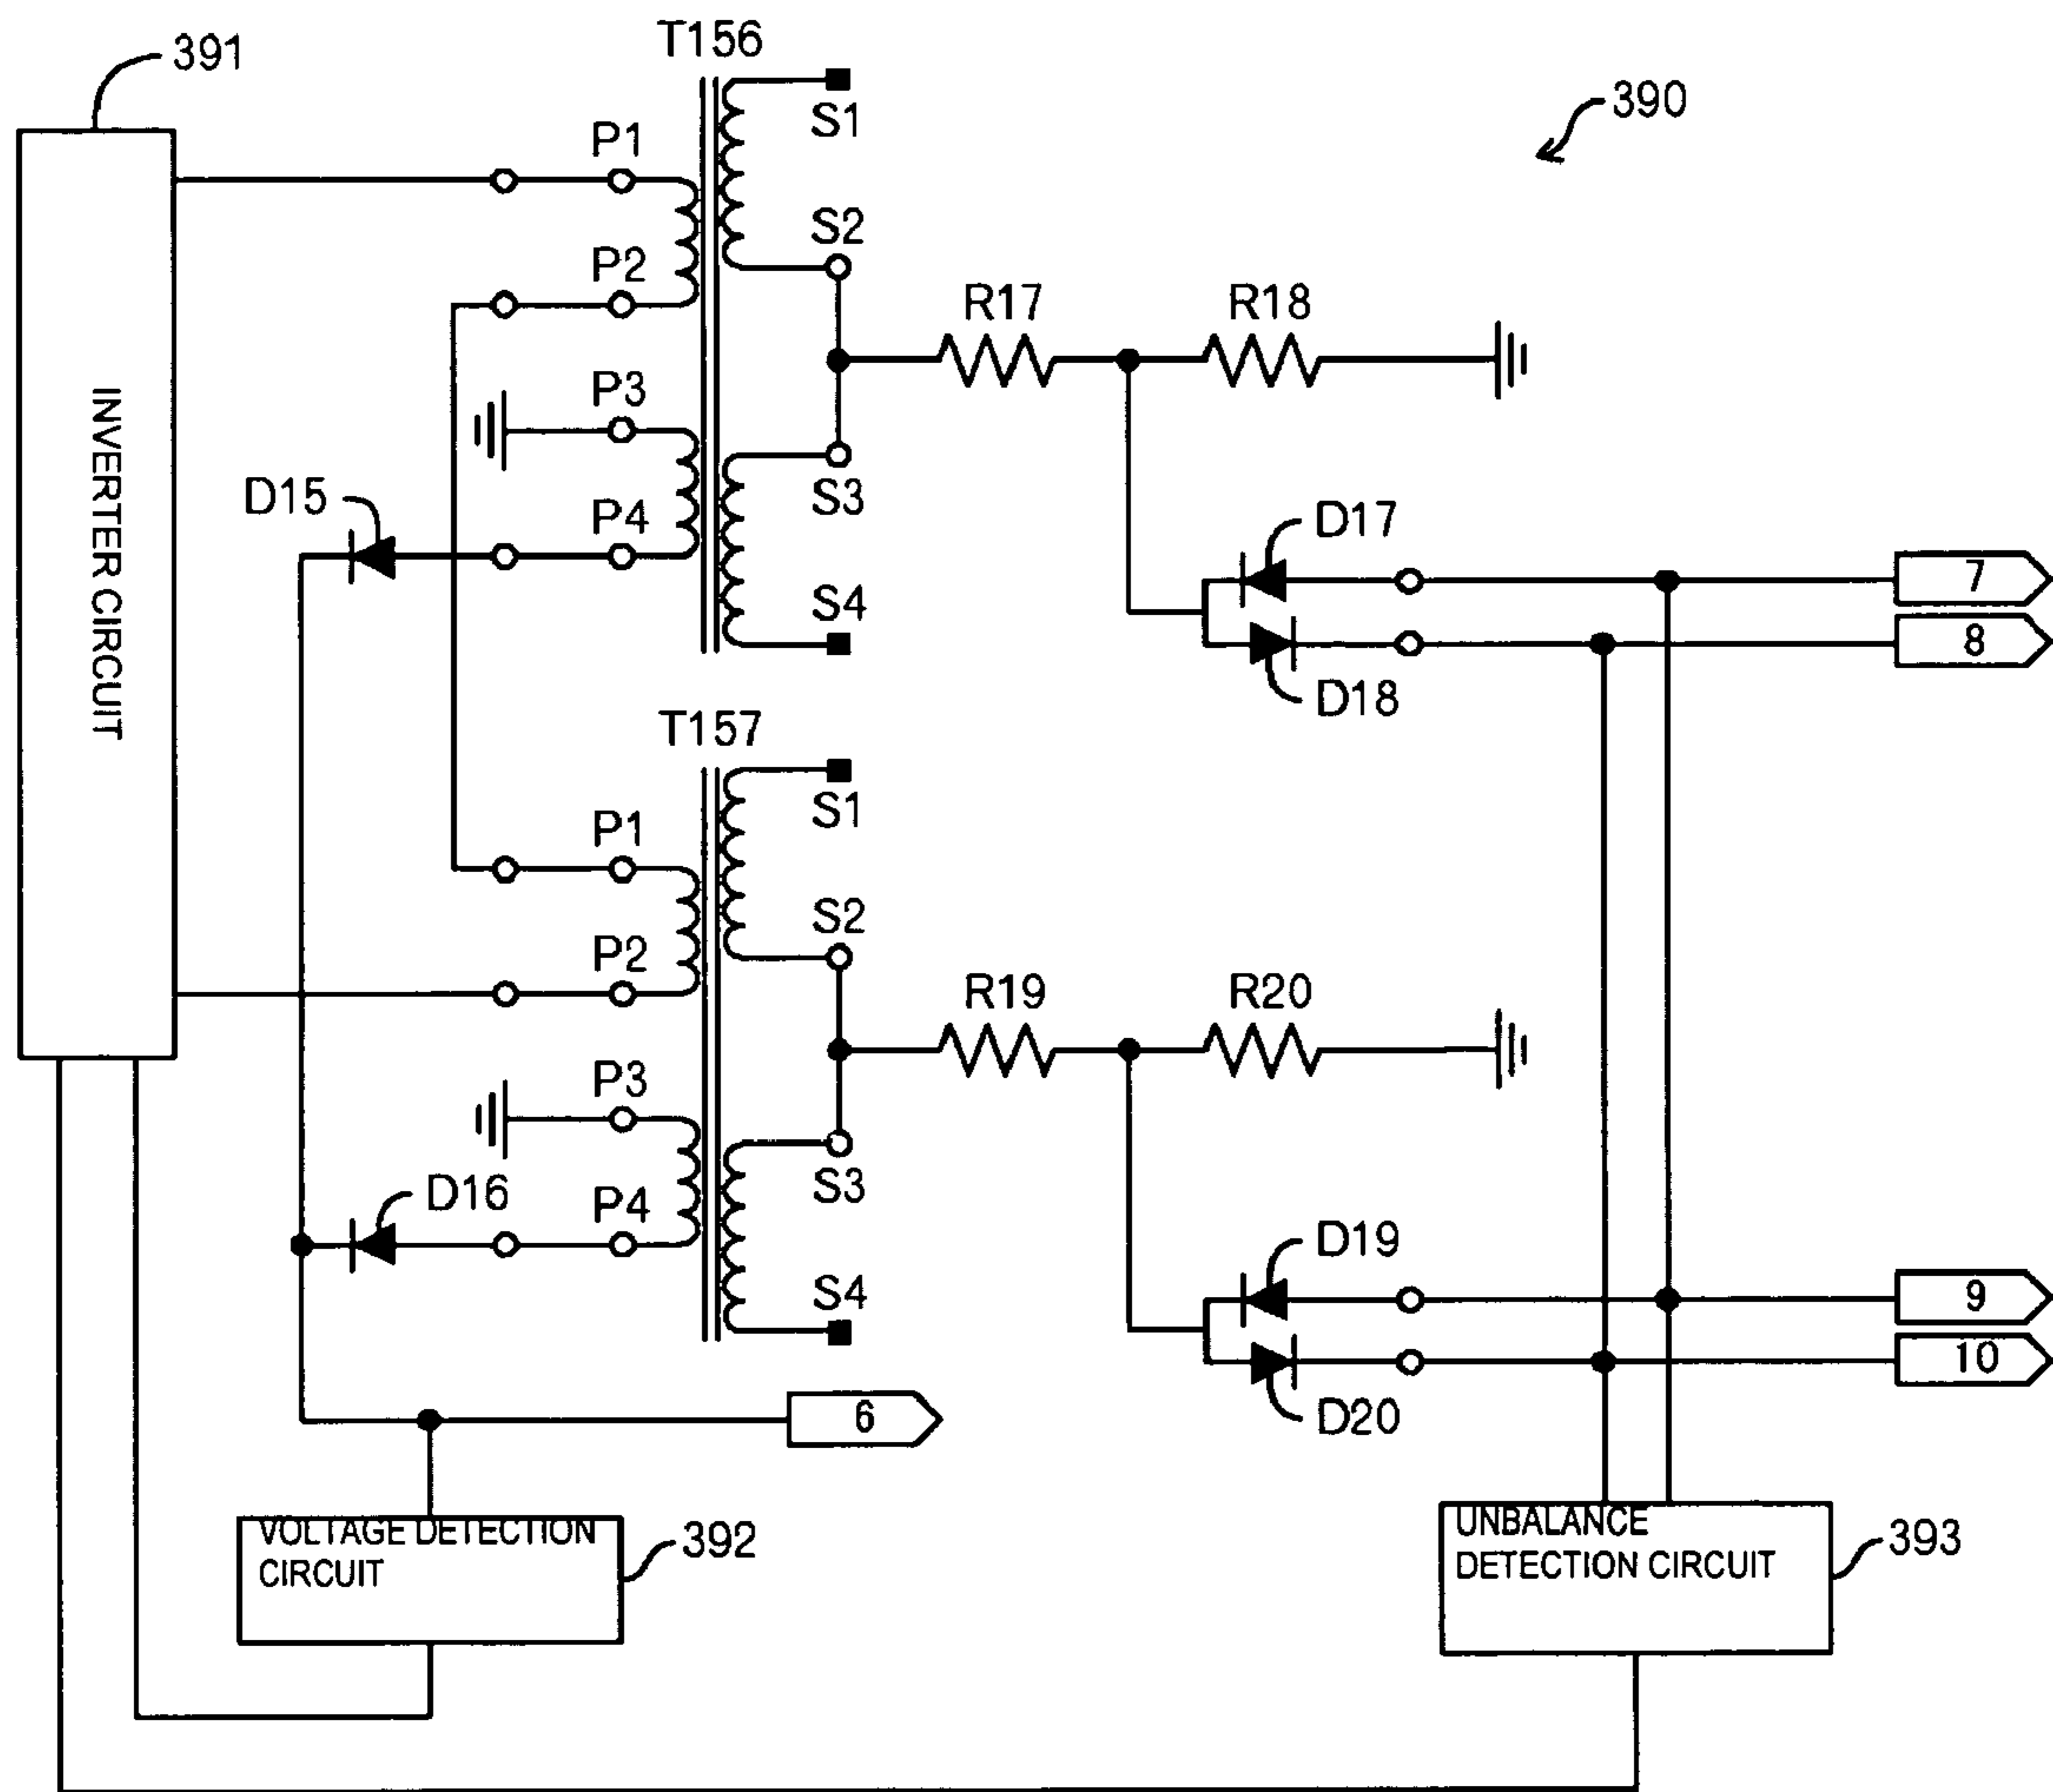 391
T156
390
S1
P1
S2
P2
R17
R18
P3
D15
S3
D17
P4
7
S4
8
D18
INVERTER CIRCUIT
T157
S1
P1
S2
P2
R19
R20
P3
S3
D16
P4
D19
S4
9
10
D20
6
VOLTAGE DETECTION
CIRCUIT
392
UNBALANCE
DETECTION CIRCUIT
393